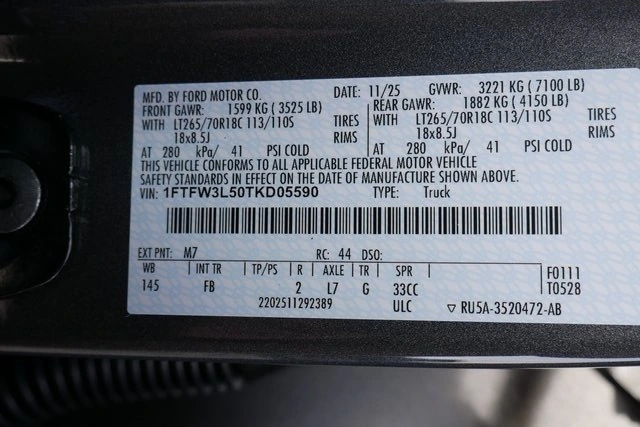 MFD. BY FORD MOTOR CO. DATE: 11/25 GVWR: 3221 KG ( 7100 LB)
FRONT GAWR: 1599 KG ( 3525 LB) REAR GAWR: 1882 KG ( 4150 LB)
WITH LT265/70R18C 113/110S TIRES WITH LT265/70R18C 113/110S TIRES
18x8.5J RIMS 18x8.5J RIMS
AT 280 kPa/ 41 PSI COLD AT 280 kPa/ 41 PSI COLD
THIS VEHICLE CONFORMS TO ALL APPLICABLE FEDERAL MOTOR VEHICLE
SAFETY STANDARDS IN EFFECT ON THE DATE OF MANUFACTURE SHOWN ABOVE.
VIN: 1FTFW3L50TKD05590 TYPE: Truck
EXT PNT: M7 RC: 44 DSO:
WB INT TR TP/PS R AXLE TR SPR F0111
145 FB 2 L7 G 33CC T0528
2202511292389 ULC ▽ RU5A-3520472-AB